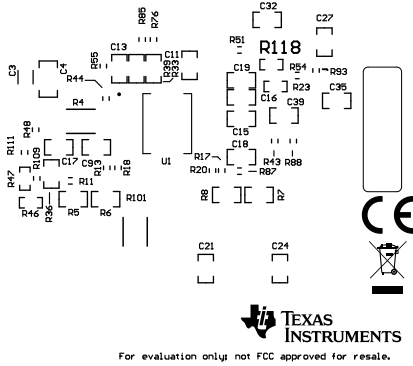 R85
R76
C32
C27
R51
R118
C13
C11
R39
R33
C3
C4
R55
R44
C19
R54
R93
R23
C16
C35
R4
C39
C15
R48
R111
R109
C17
C9
R13
R18
U1
R17
C18
R43
R88
R47
R11
R20
R87
R46
R36
R5
R6
R101
R8
R7
C21
C24
CE
TEXAS
INSTRUMENTS
For evaluation only; not FCC approved for resale.